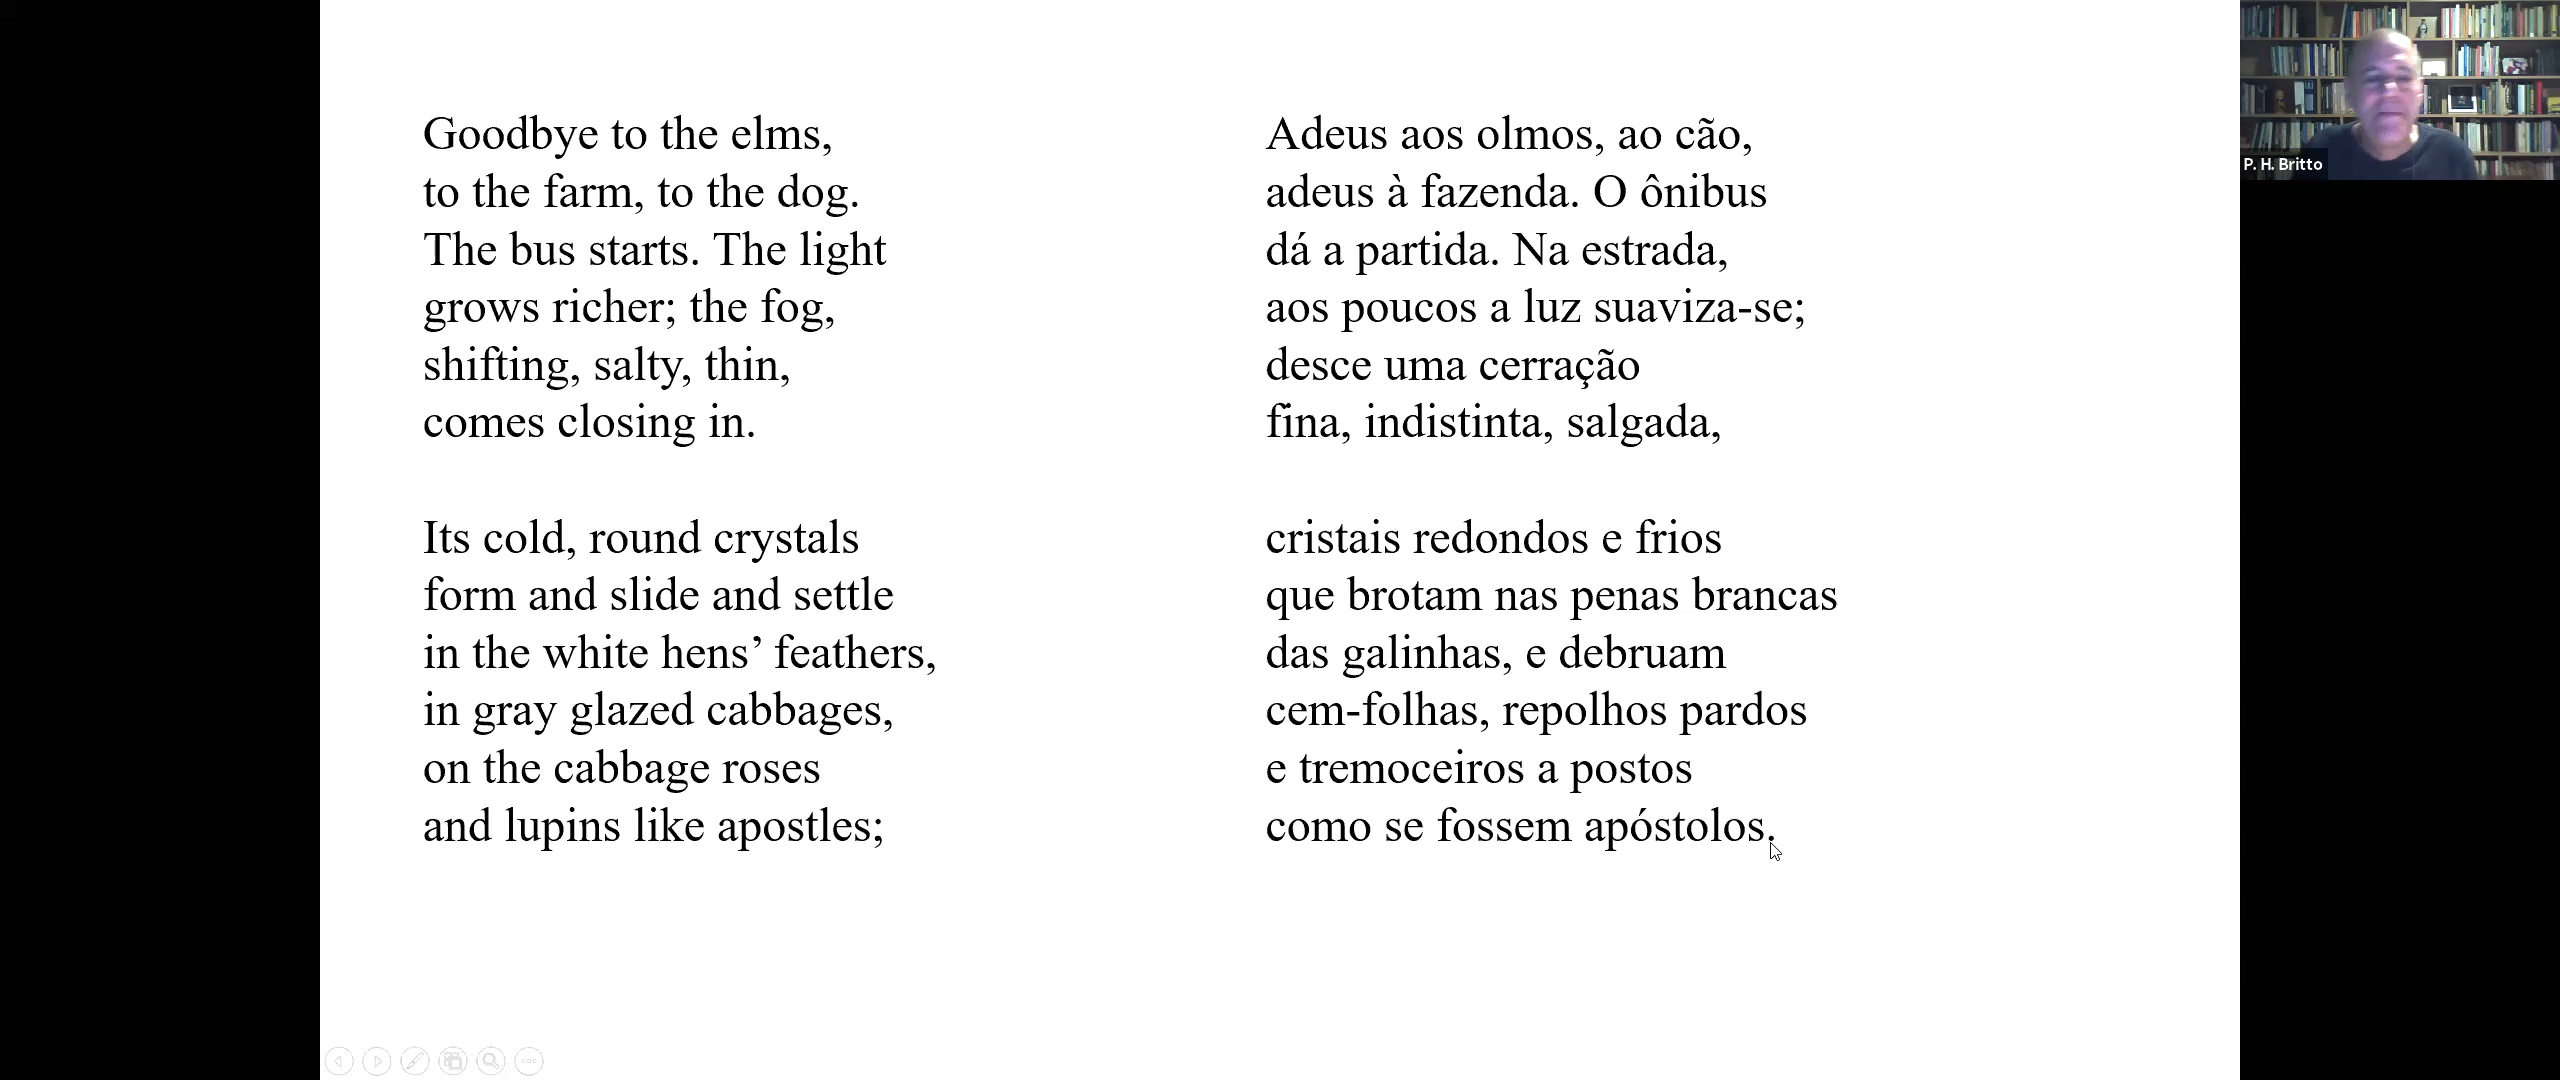 Goodbye to the elms,
to the farm, to the dog.
The bus starts. The light
grows richer; the fog,
shifting, salty, thin,
comes closing in.
Its cold, round crystals
form and slide and settle
in the white hens’ feathers,
in gray glazed cabbages,
on the cabbage roses
and lupins like apostles;
Adeus aos olmos, ao cão,
adeus à fazenda. O ônibus
dá a partida. Na estrada,
aos poucos a luz suaviza-se;
desce uma cerração
fina, indistinta, salgada,
cristais redondos e frios
que brotam nas penas brancas
das galinhas, e debruam
cem-folhas, repolhos pardos
e tremoceiros a postos
como se fossem apóstolos.
P. H. Britto